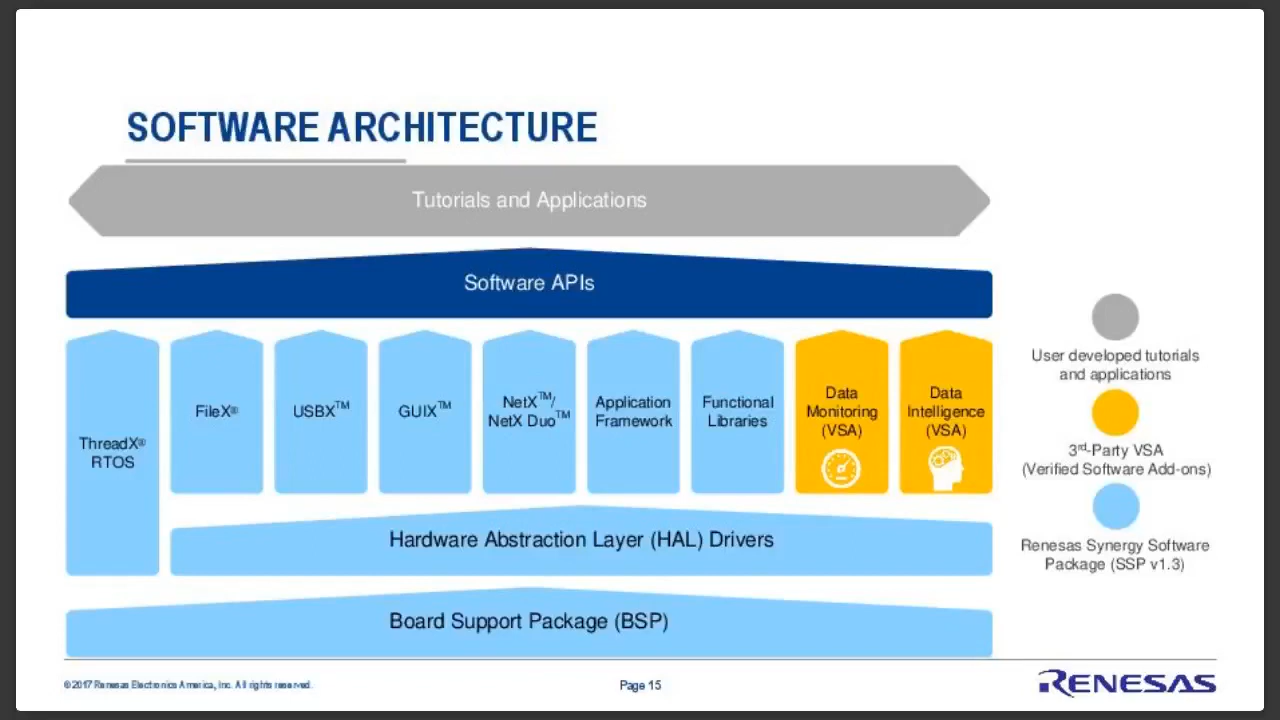 SOFTWARE ARCHITECTURE
Tutorials and Applications
Software APIs
ThreadX®
RTOS
FileX®
USBX™
GUIX™
NetX™/
NetX Duo™
Application
Framework
Functional
Libraries
Data
Monitoring
(VSA)
Data
Intelligence
(VSA)
Hardware Abstraction Layer (HAL) Drivers
Board Support Package (BSP)
User developed tutorials
and applications
3rd-Party VSA
(Verified Software Add-ons)
Renesas Synergy Software
Package (SSP v1.3)
©2017 Renesas Electronics America, Inc. All rights reserved.
Page 15
RENESAS